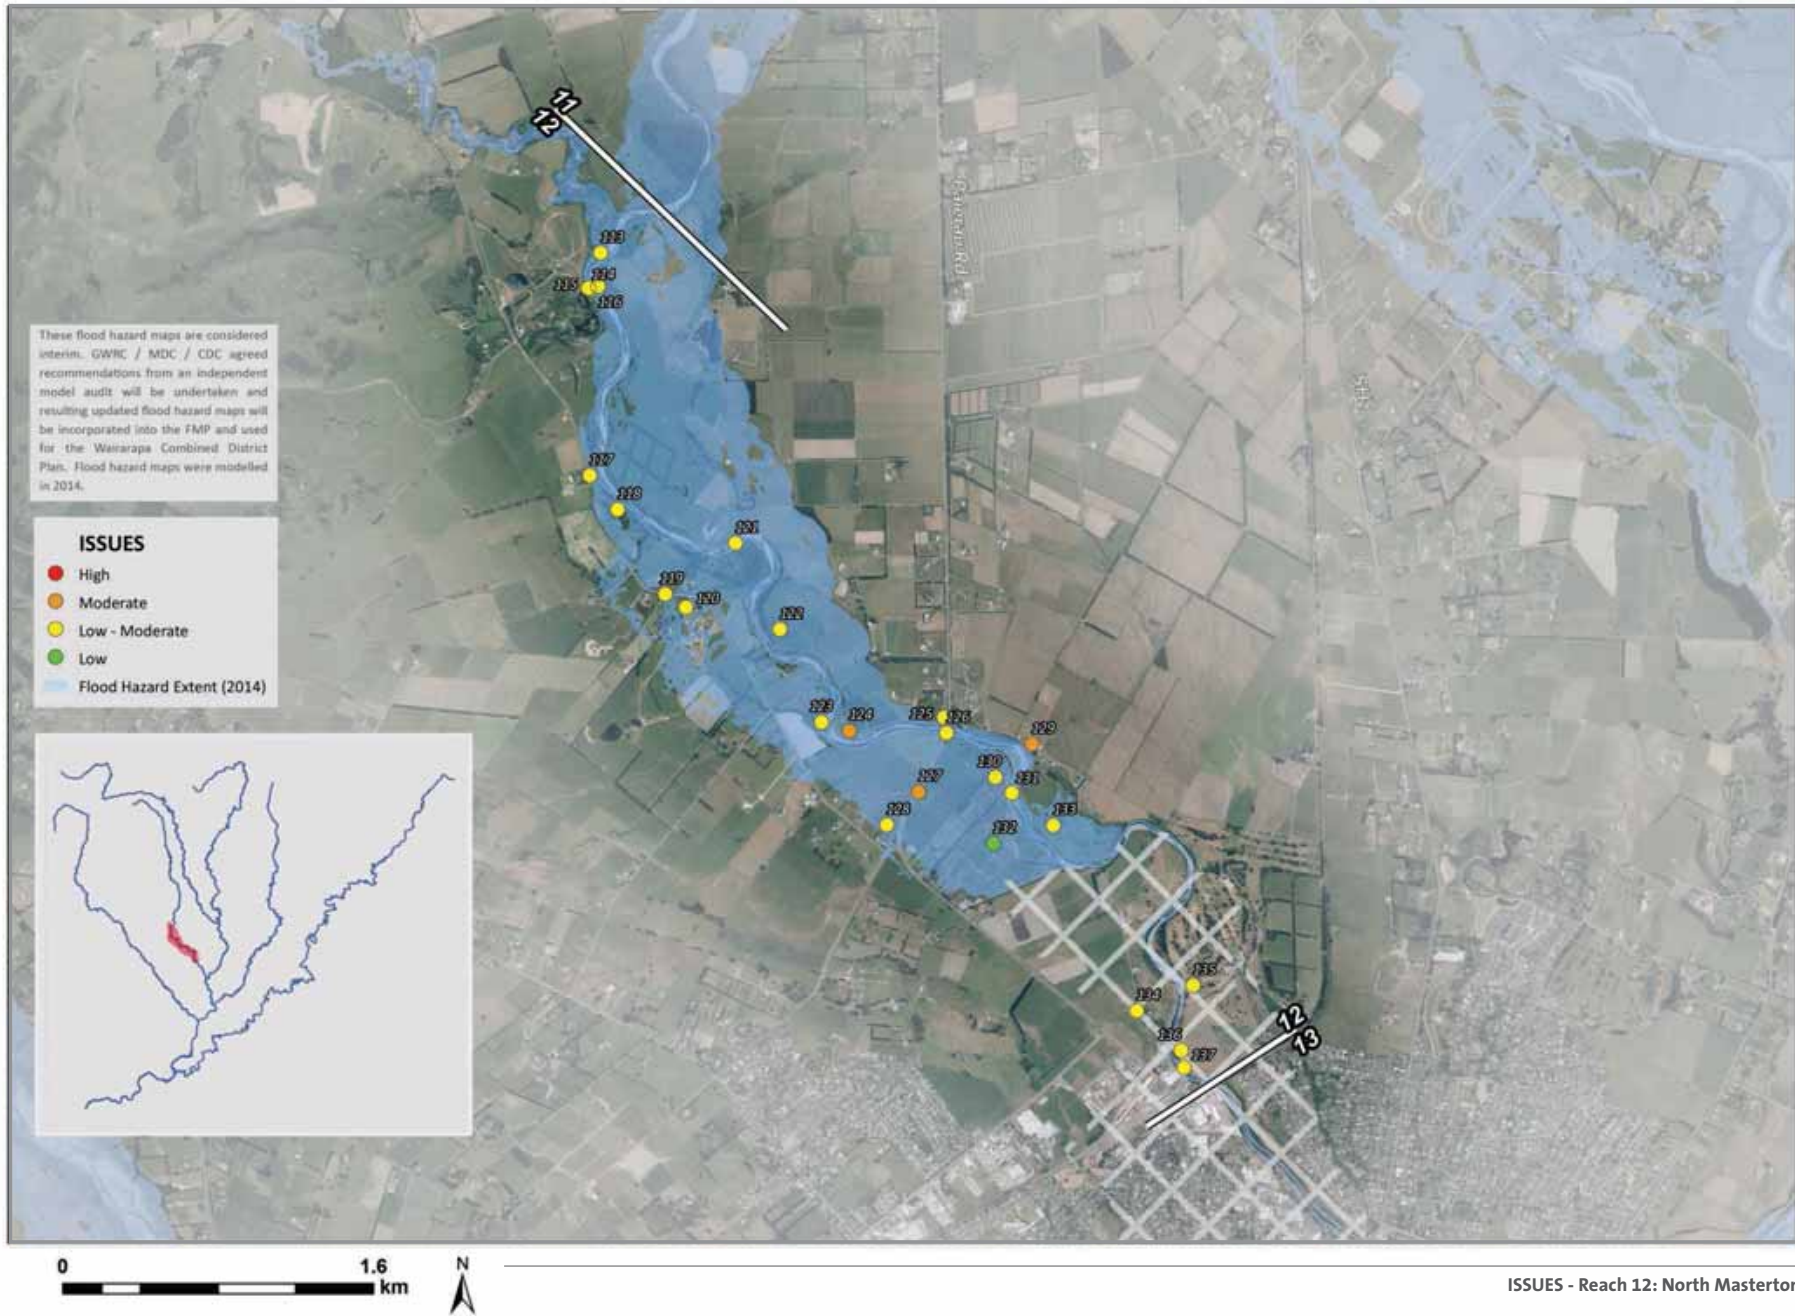 11
12
Paierau Rd
113
114
115
116
SH2
These flood hazard maps are considered
interim. GWRC / MDC / CDC agreed
recommendations from an independent
model audit will be undertaken and
resulting updated flood hazard maps will
be incorporated into the FMP and used
for the Wairarapa Combined District
Plan. Flood hazard maps were modelled
in 2014.
117
118
121
ISSUES
High
Moderate
Low - Moderate
Low
Flood Hazard Extent (2014)
119
120
122
123
124
125
126
129
130
131
127
128
133
132
135
134
12
13
136
137
0
1.6
km
N
ISSUES - Reach 12: North Masterton